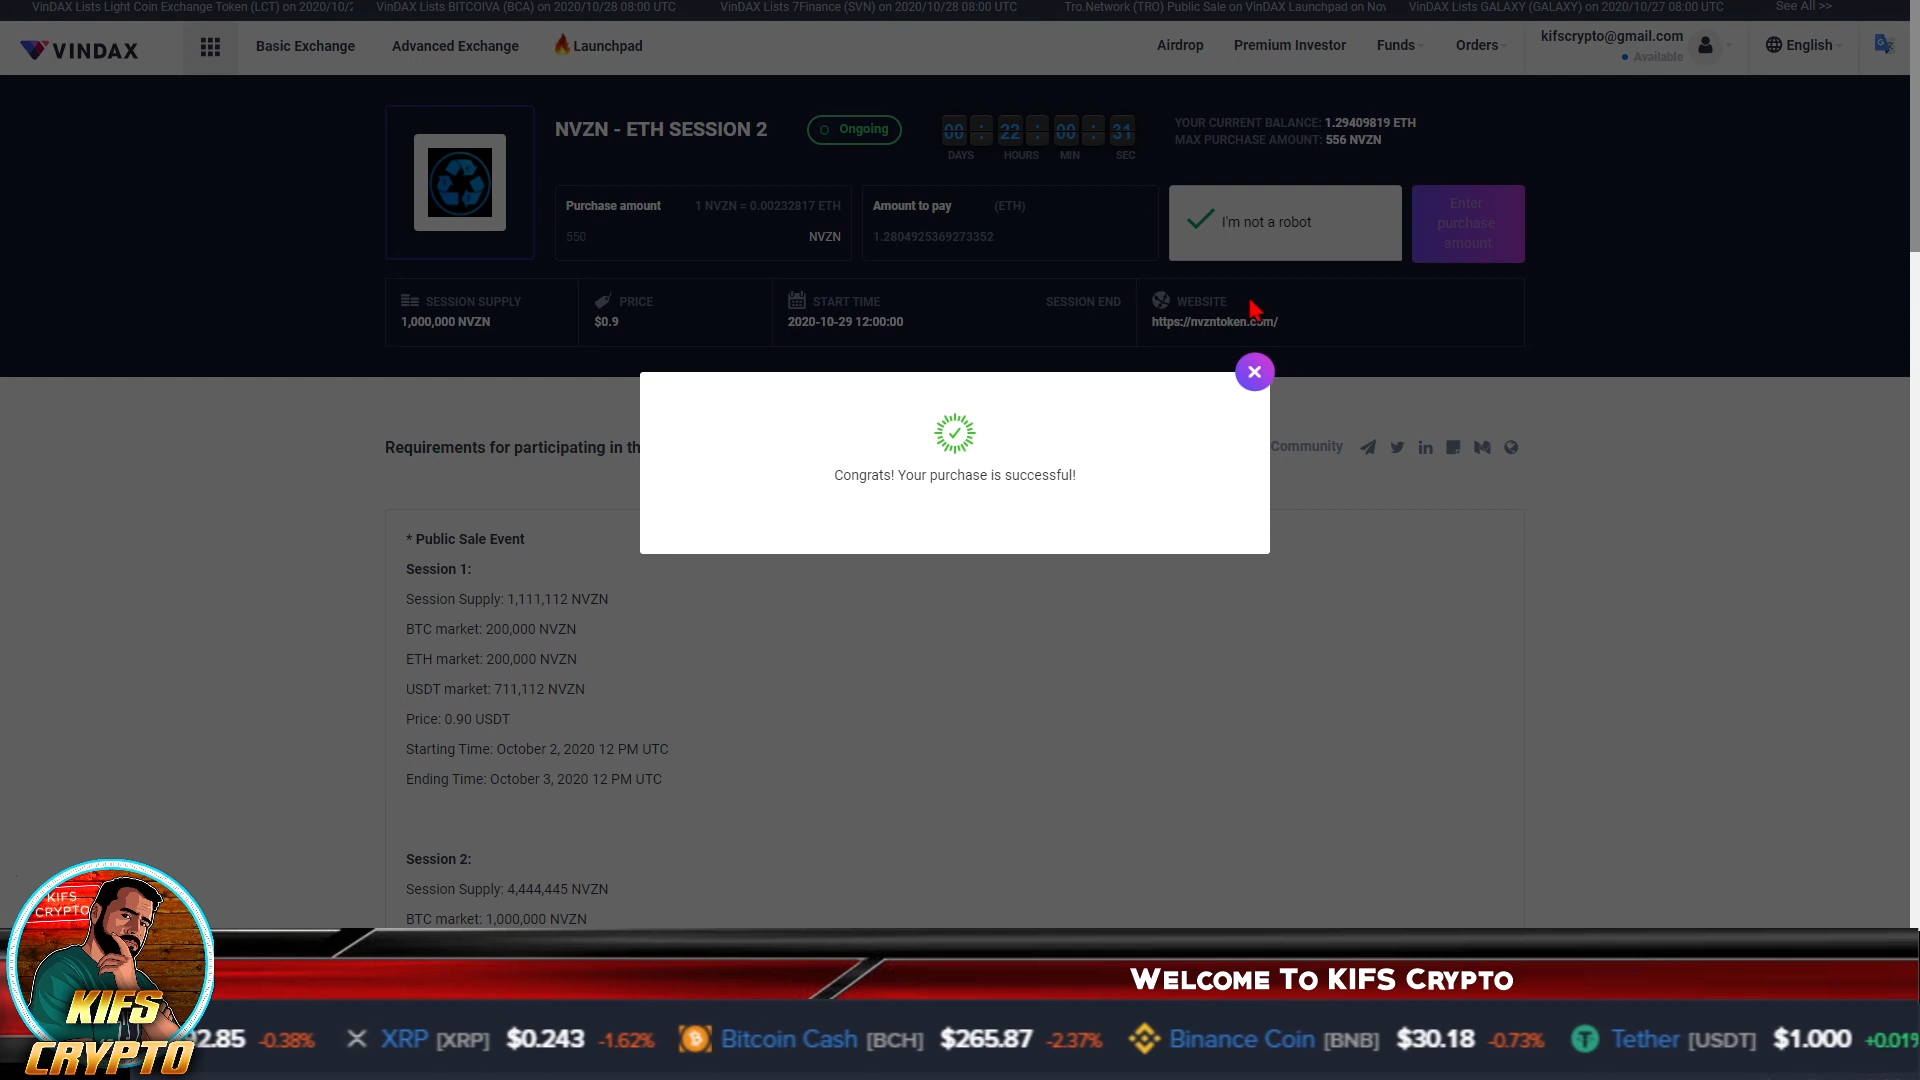 VinDAX Lists Light Coin Exchange Token (LCT) on 2020/10/2
VinDAX Lists BITCOIVA (BCA) on 2020/10/28 08:00 UTC
VinDAX Lists 7Finance (SVN) on 2020/10/28 08:00 UTC
Tro.Network (TRO) Public Sale on VinDAX Launchpad on Nov
VinDAX Lists GALAXY (GALAXY) on 2020/10/27 08:00 UTC
See All >>
VINDAX
Basic Exchange
Advanced Exchange
Launchpad
Airdrop
Premium Investor
Funds
Orders
kifscrypto@gmail.com
Available
English
NVZN - ETH SESSION 2
Ongoing
00 : 22 : 00 : 31
DAYS HOURS MIN SEC
YOUR CURRENT BALANCE: 1.29409819 ETH
MAX PURCHASE AMOUNT: 556 NVZN
Purchase amount 1 NVZN = 0.00232817 ETH
550 NVZN
Amount to pay (ETH)
1.2804925369273352
I'm not a robot
Enter
purchase
amount
SESSION SUPPLY
1,000,000 NVZN
PRICE
$0.9
START TIME
2020-10-29 12:00:00
SESSION END
WEBSITE
https://nvzntoken.com/
Congrats! Your purchase is successful!
Requirements for participating in th
Community
* Public Sale Event
Session 1:
Session Supply: 1,111,112 NVZN
BTC market: 200,000 NVZN
ETH market: 200,000 NVZN
USDT market: 711,112 NVZN
Price: 0.90 USDT
Starting Time: October 2, 2020 12 PM UTC
Ending Time: October 3, 2020 12 PM UTC
Session 2:
Session Supply: 4,444,445 NVZN
BTC market: 1,000,000 NVZN
KIFS
CRYPTO
KIFS
CRYPTO
WELCOME TO KIFS CRYPTO
2.85 -0.38% XRP [XRP] $0.243 -1.62% Bitcoin Cash [BCH] $265.87 -2.37% Binance Coin [BNB] $30.18 -0.73% Tether [USDT] $1.000 +0.01%